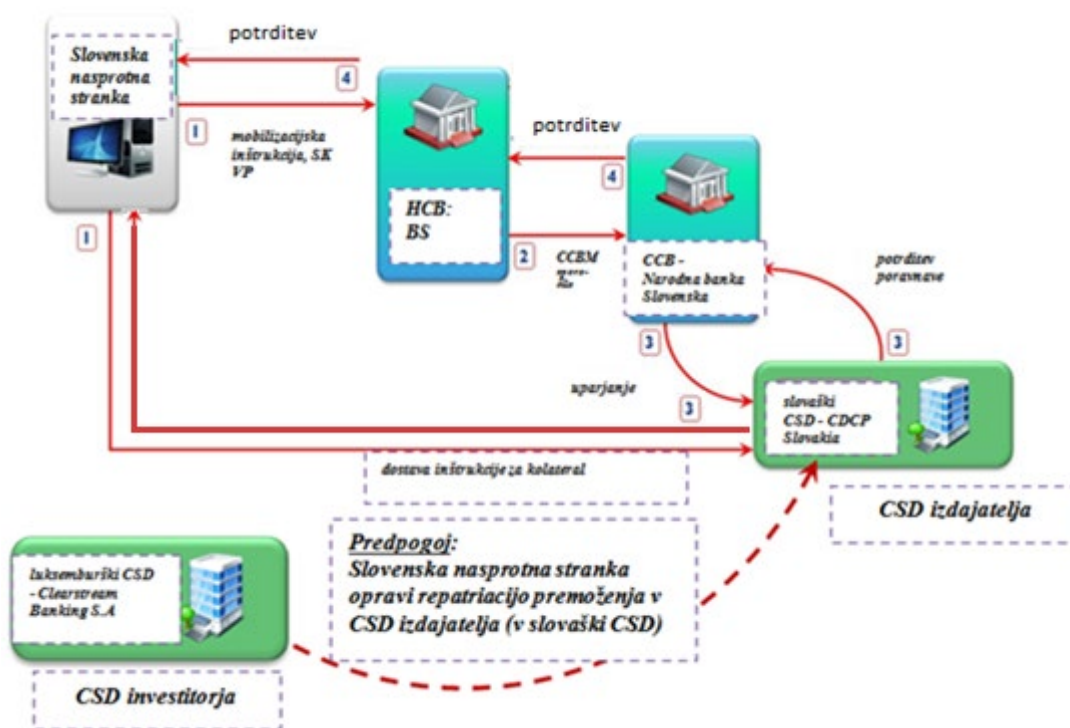 potrditev
Slovenska
nasprotna
stranka
4
1
mobilizacijska
inštrukcija, SK
VP
potrditev
4
HCB:
BS
1
2
CCBM
CCB -
Narodna banka
Slovenska
potrditev
poravnave
3
3
uparjanje
3
slovaški
CSD - CDCP
Slovakia
dostava inštrukcije za kolateral
CSD izdajatelja
Predpogoj:
Slovenska nasprotna stranka
opravi repatriacijo premoženja v
CSD izdajatelja (v slovaški CSD)
luksemburški CSD
- Clearstream
Banking S.A
CSD investitorja